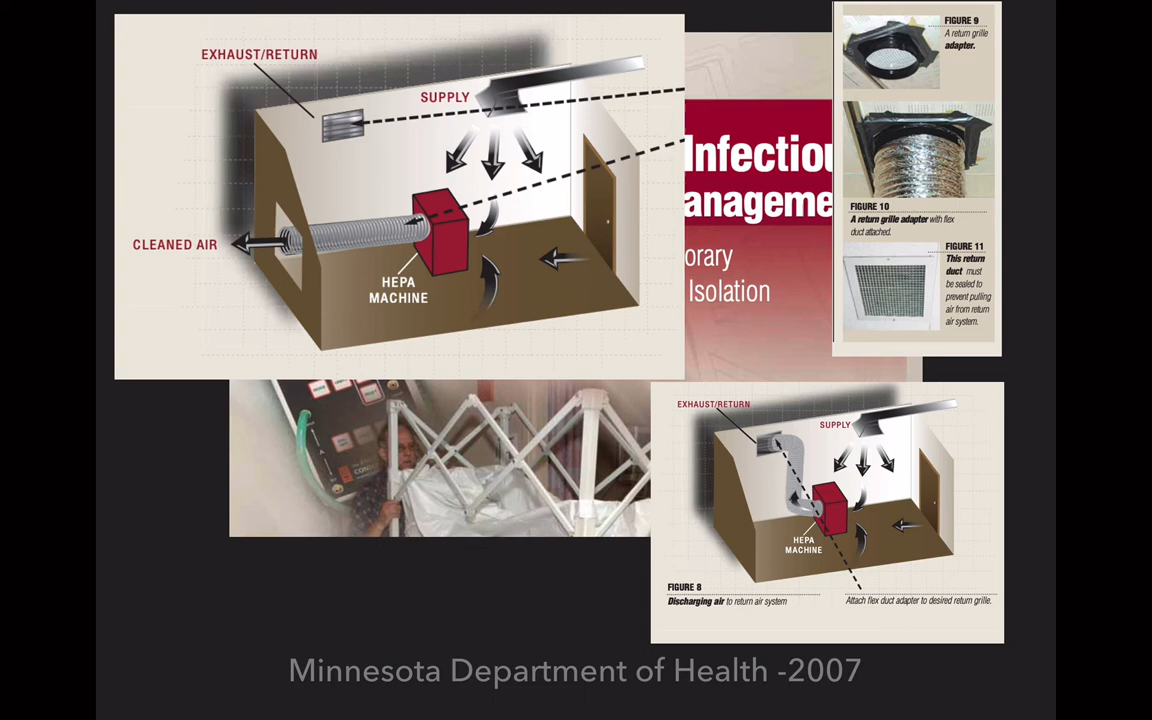 EXHAUST/RETURN
SUPPLY
CLEANED AIR
HEPA
MACHINE
Infectiou
anageme
orary
Isolation
FIGURE 9
A return grille
adapter.
FIGURE 10
A return grille adapter with flex
duct attached.
FIGURE 11
This return
duct must
be sealed to
prevent pulling
air from return
air system.
EXHAUST/RETURN
SUPPLY
HEPA
MACHINE
FIGURE 8
Discharging air to return air system
Attach flex duct adapter to desired return grille.
Minnesota Department of Health -2007